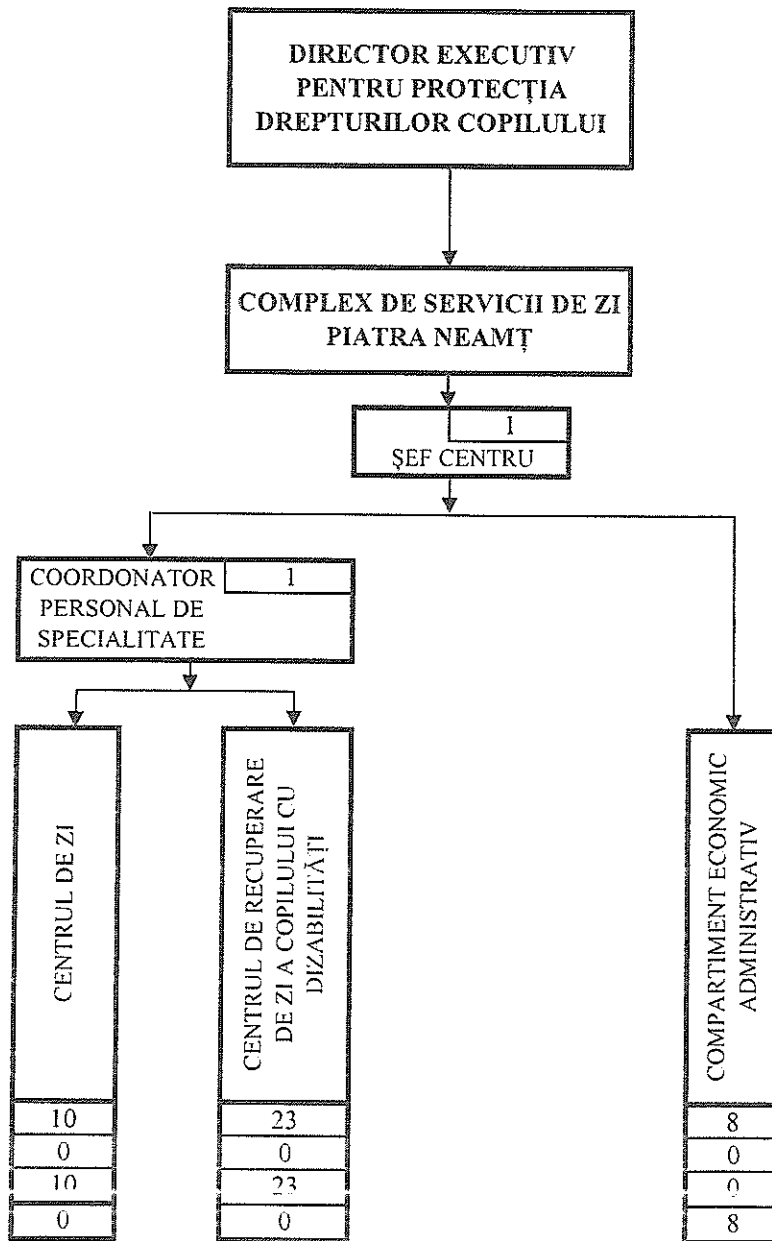 DIRECTOR EXECUTIV
PENTRU PROTECȚIA
DREPTURILOR COPILULUI
COMPLEX DE SERVICII DE ZI
PIATRA NEAMȚ
1
ȘEF CENTRU
COORDONATOR
PERSONAL DE
SPECIALITATE
1
CENTRUL DE ZI
10
0
10
0
CENTRUL DE RECUPERARE
DE ZI A COPILULUI CU
DIZABILITĂȚI
23
0
23
0
COMPARTIMENT ECONOMIC
ADMINISTRATIV
8
0
0
8